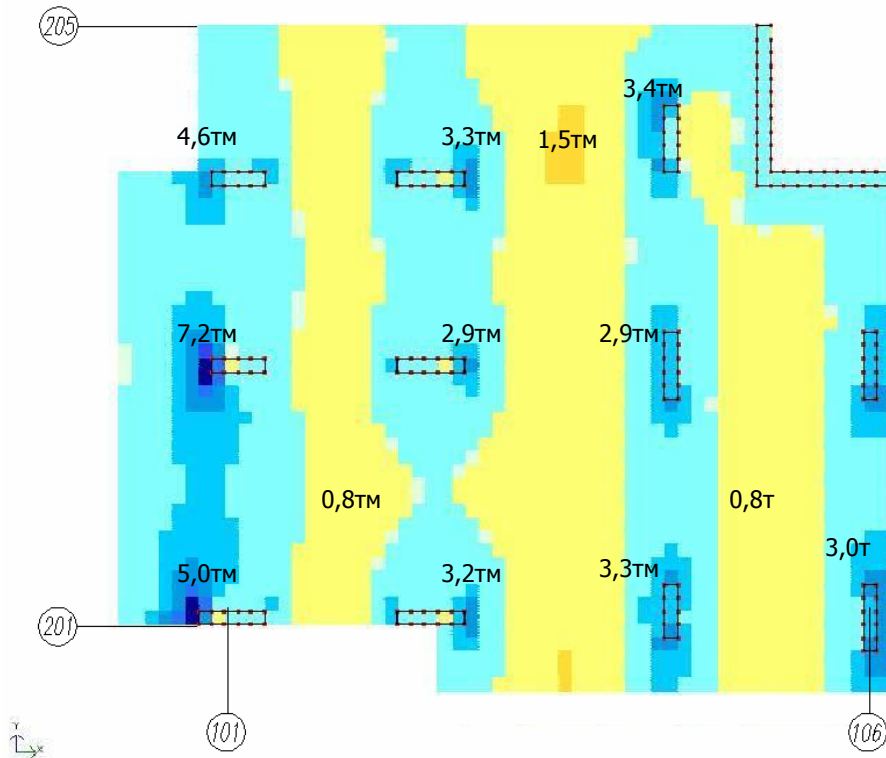 205
3,4тм
4,6тм
3,3тм
1,5тм
7,2тм
2,9тм
2,9тм
0,8тм
0,8т
3,0т
5,0тм
3,2тм
3,3тм
201
Y
X
101
106